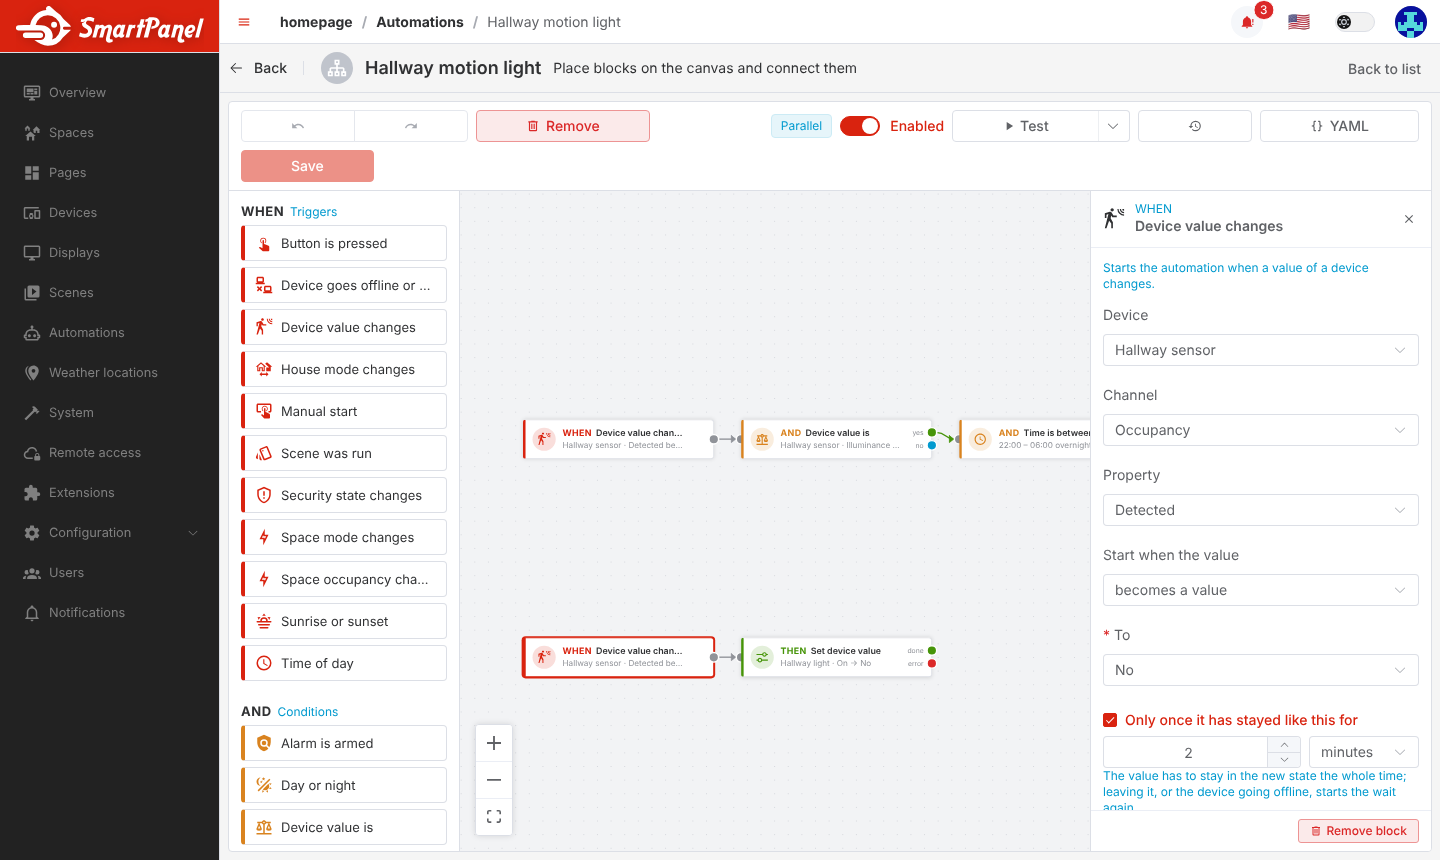 SmartPanel
homepage / Automations / Hallway motion light
3
Back
Hallway motion light
Place blocks on the canvas and connect them
Back to list
Overview
Spaces
Pages
Devices
Displays
Scenes
Automations
Weather locations
System
Remote access
Extensions
Configuration
Users
Notifications
Remove
Parallel
Enabled
Test
{} YAML
Save
WHEN Triggers
Button is pressed
Device goes offline or ...
Device value changes
House mode changes
Manual start
Scene was run
Security state changes
Space mode changes
Space occupancy cha...
Sunrise or sunset
Time of day
AND Conditions
Alarm is armed
Day or night
Device value is
WHEN Device value chan...
Hallway sensor · Detected be...
AND Device value is
Hallway sensor · Illuminance ...
yes
no
AND Time is between
22:00 – 06:00 overnight
WHEN Device value chan...
Hallway sensor · Detected be...
THEN Set device value
Hallway light · On → No
done
error
WHEN
Device value changes
Starts the automation when a value of a device
changes.
Device
Hallway sensor
Channel
Occupancy
Property
Detected
Start when the value
becomes a value
* To
No
Only once it has stayed like this for
2
minutes
The value has to stay in the new state the whole time;
leaving it, or the device going offline, starts the wait
again.
Remove block